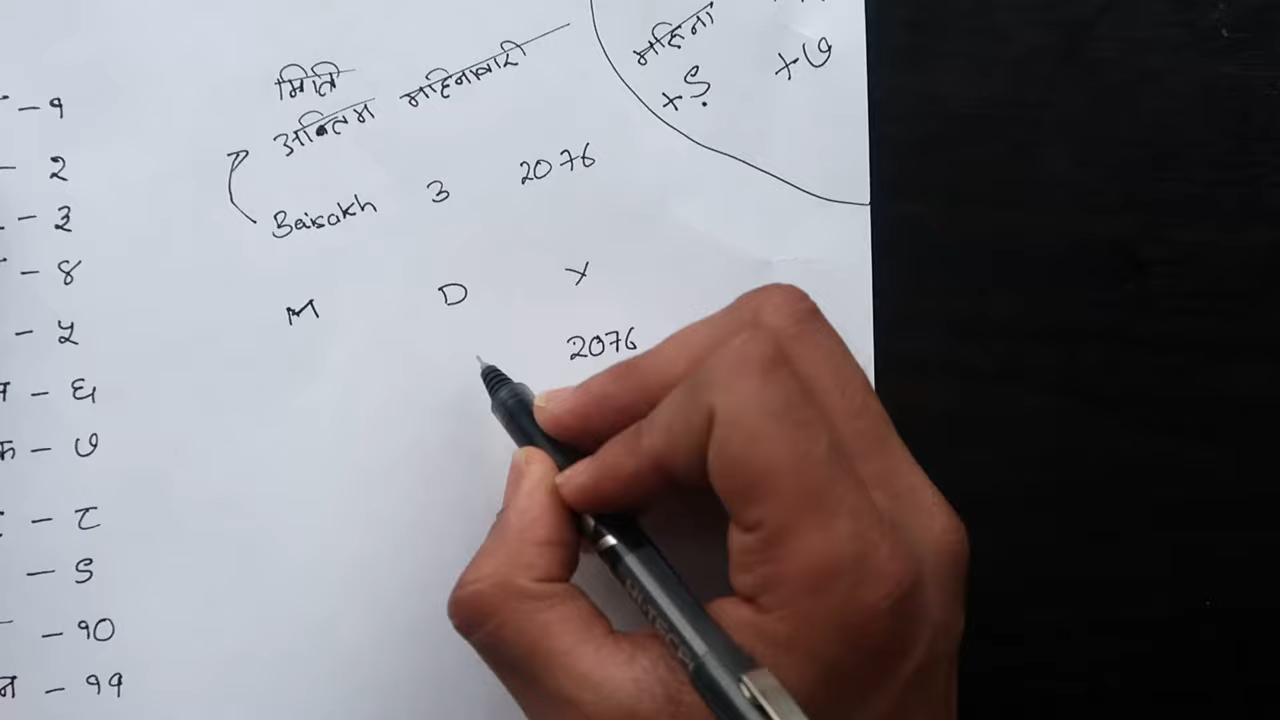 मिति
अन्तिम महिनावारी
Baisakh 3 2076
M D Y
2076
महिना
+९ +७
- १
- २
- ३
- ४
- ५
- ६
क - ७
- ८
- ९
- १०
न - ११